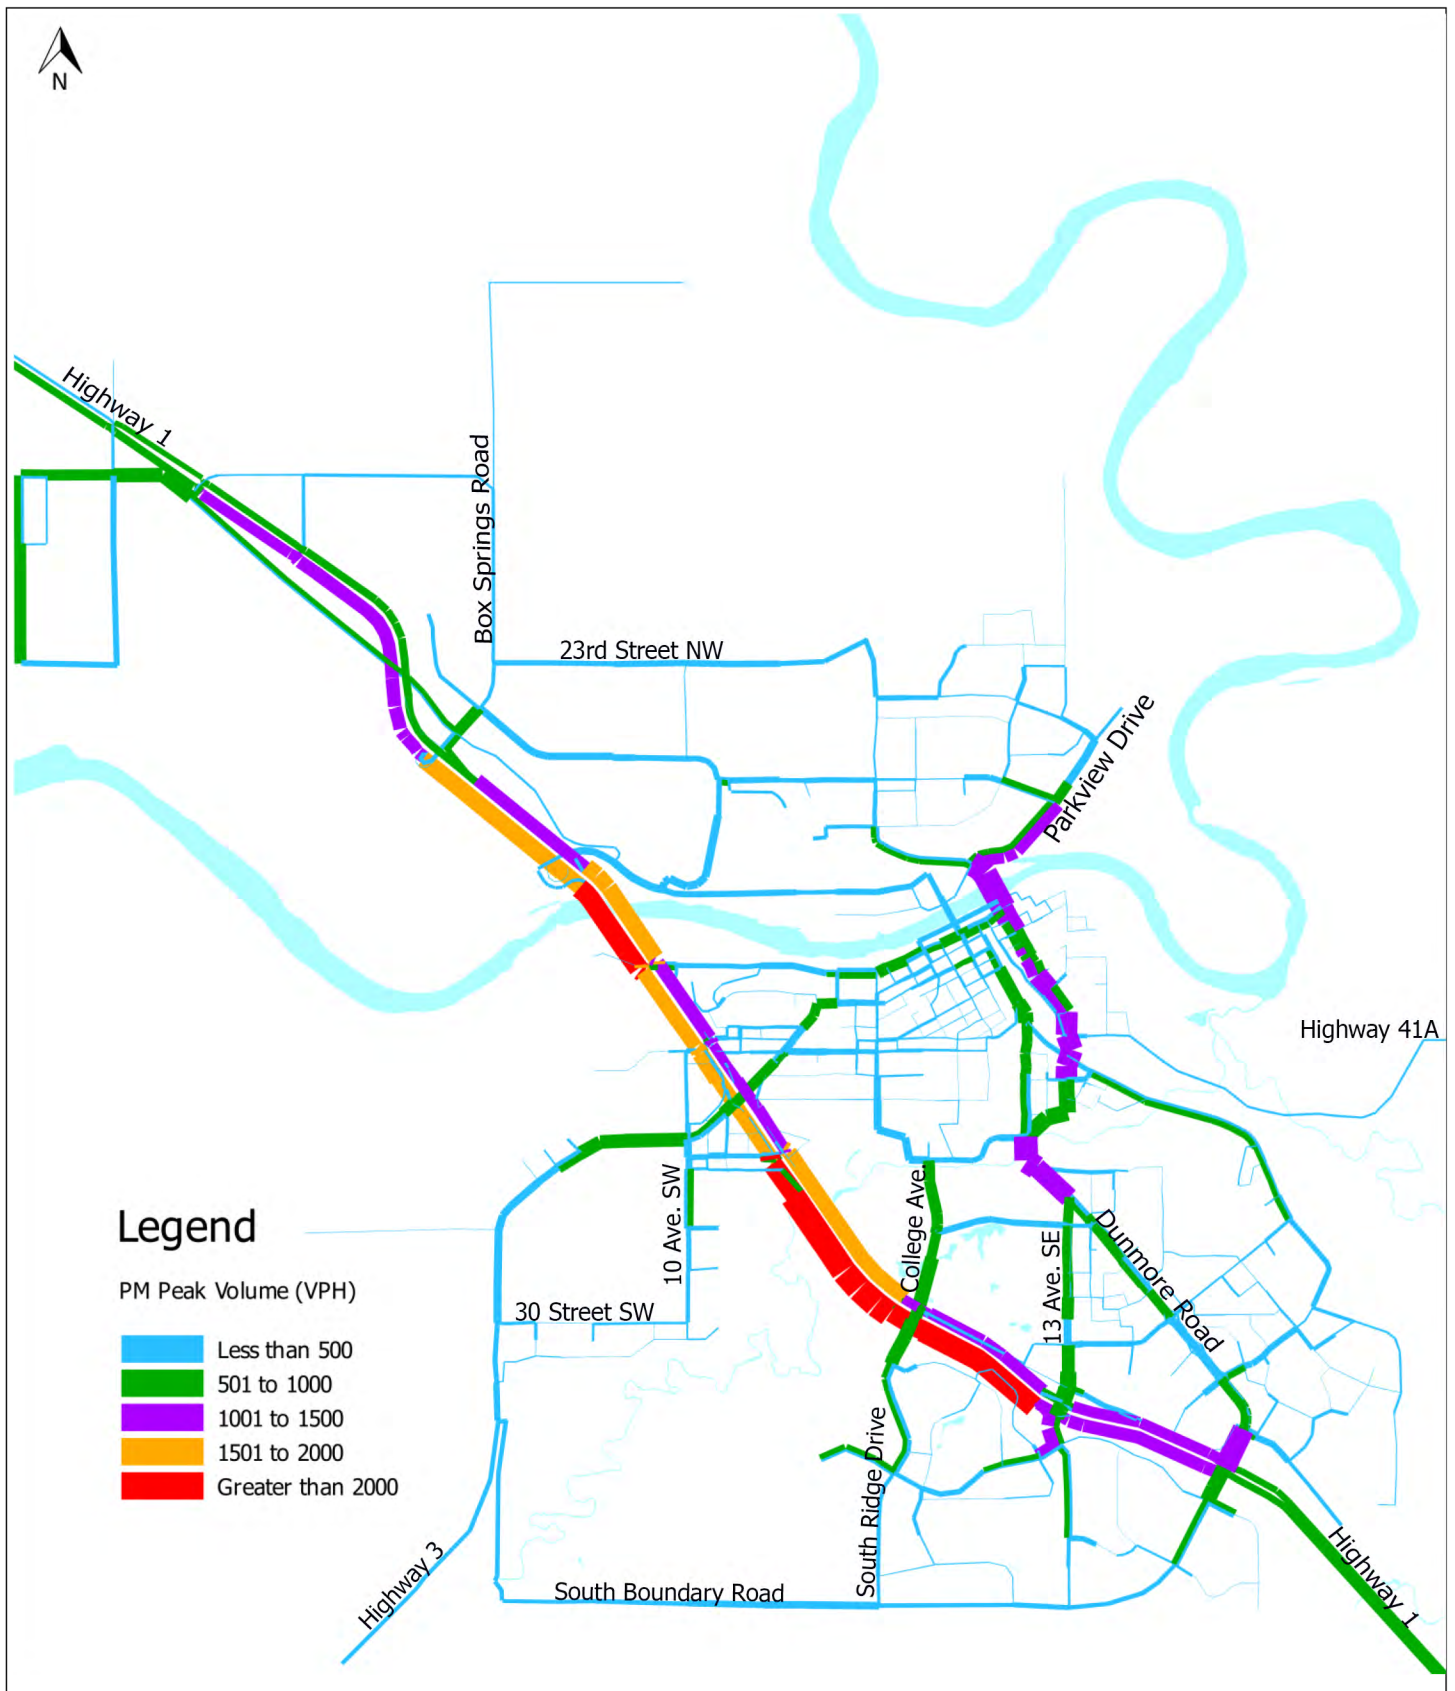 N
Highway 1
Box Springs Road
23rd Street NW
Parkview Drive
Highway 41A
10 Ave. SW
College Ave.
13 Ave. SE
Dunmore Road
30 Street SW
South Ridge Drive
South Boundary Road
Highway 3
Highway 1
Legend
PM Peak Volume (VPH)
Less than 500
501 to 1000
1001 to 1500
1501 to 2000
Greater than 2000